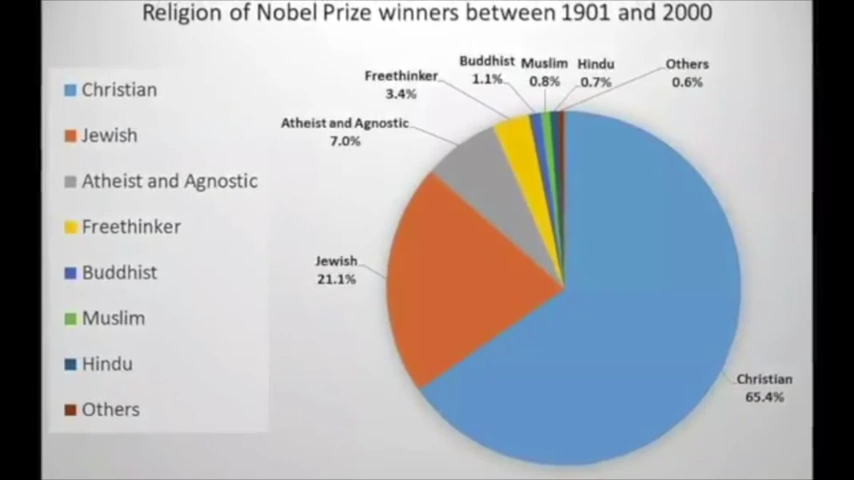 Religion of Nobel Prize winners between 1901 and 2000
Christian
Jewish
Atheist and Agnostic
Freethinker
Buddhist
Muslim
Hindu
Others
Buddhist
1.1%
Muslim
0.8%
Hindu
0.7%
Others
0.6%
Freethinker
3.4%
Atheist and Agnostic
7.0%
Jewish
21.1%
Christian
65.4%